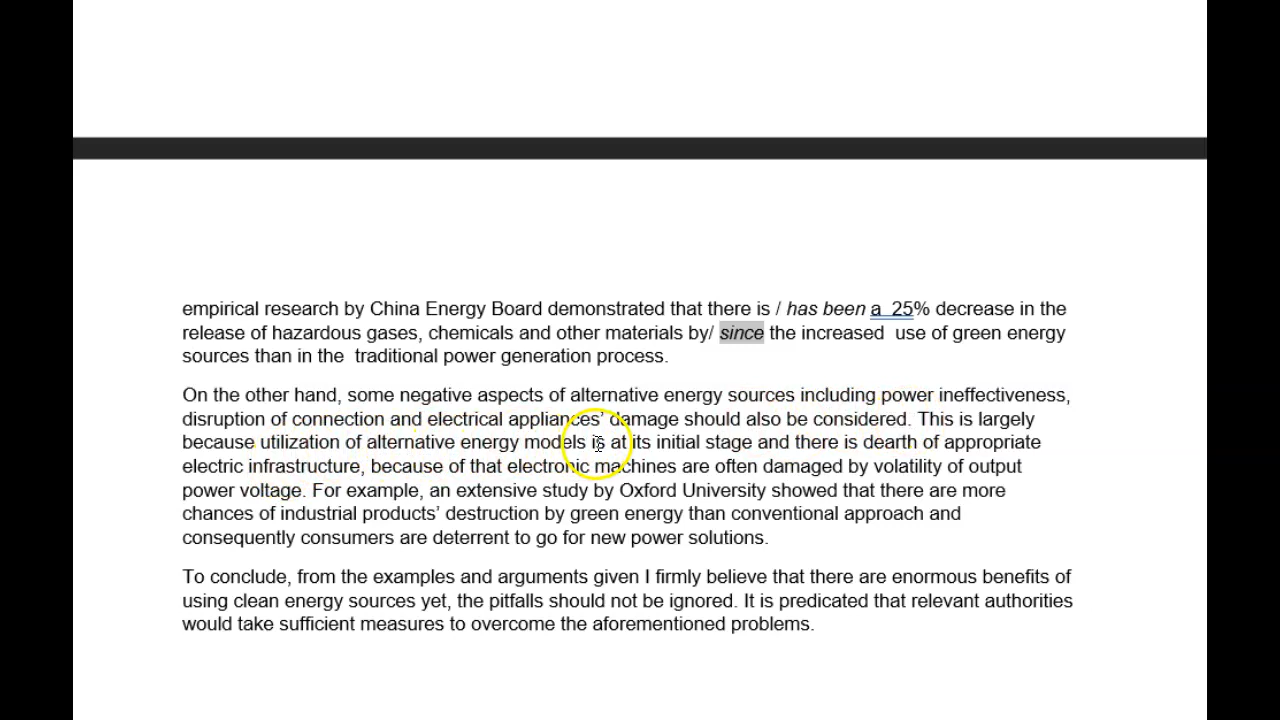 empirical research by China Energy Board demonstrated that there is / has been a  25% decrease in the
release of hazardous gases, chemicals and other materials by/ since the increased  use of green energy
sources than in the  traditional power generation process.
On the other hand, some negative aspects of alternative energy sources including power ineffectiveness,
disruption of connection and electrical appliances’ damage should also be considered. This is largely
because utilization of alternative energy models is at its initial stage and there is dearth of appropriate
electric infrastructure, because of that electronic machines are often damaged by volatility of output
power voltage. For example, an extensive study by Oxford University showed that there are more
chances of industrial products’ destruction by green energy than conventional approach and
consequently consumers are deterrent to go for new power solutions.
To conclude, from the examples and arguments given I firmly believe that there are enormous benefits of
using clean energy sources yet, the pitfalls should not be ignored. It is predicated that relevant authorities
would take sufficient measures to overcome the aforementioned problems.